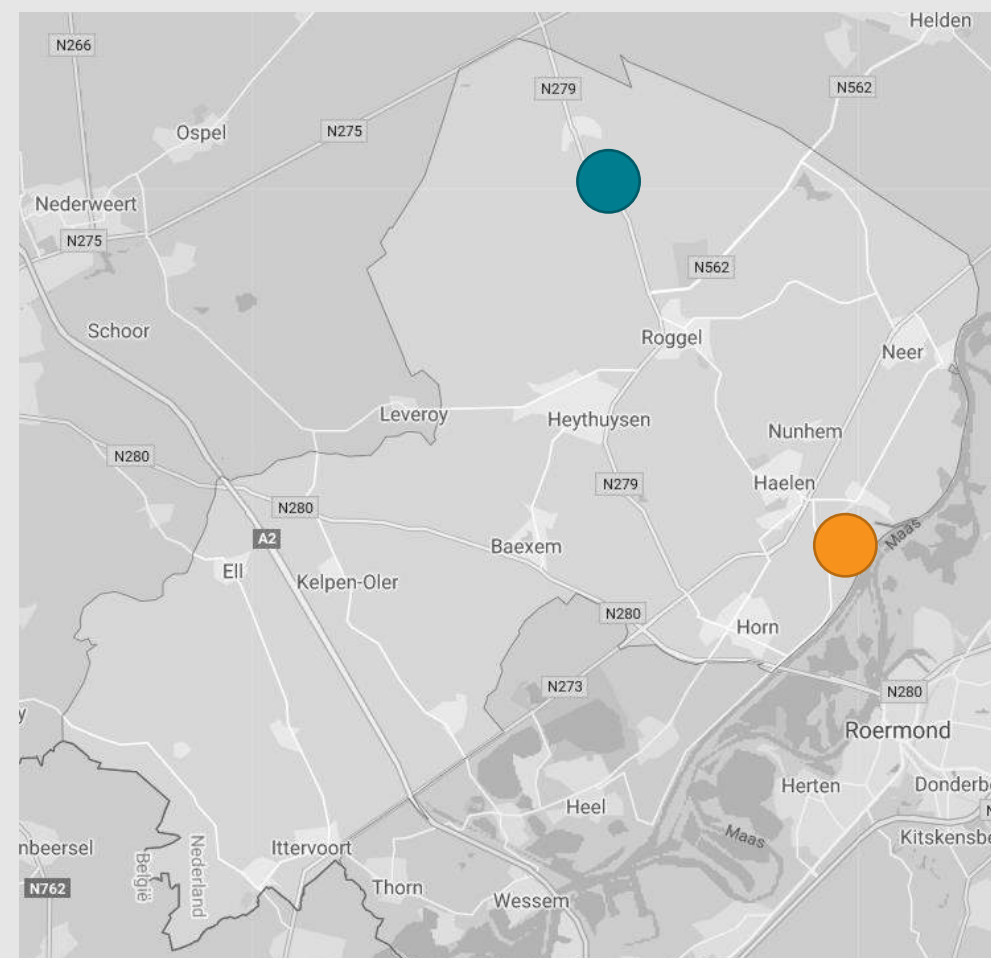 Helden
N266
N279
N562
Ospel
N275
Nederweert
N275
N562
Schoor
Roggel
Neer
Leveroy
Heythuysen
Nunhem
N280
Haelen
N279
N280
A2
Maas
Baexem
Ell
Kelpen-Oler
N280
Horn
N273
N280
Roermond
Herten
Donderb
Heel
Maas
Kitskensbe
nbeersel
Nederland
België
Ittervoort
N762
Thorn
Wessem